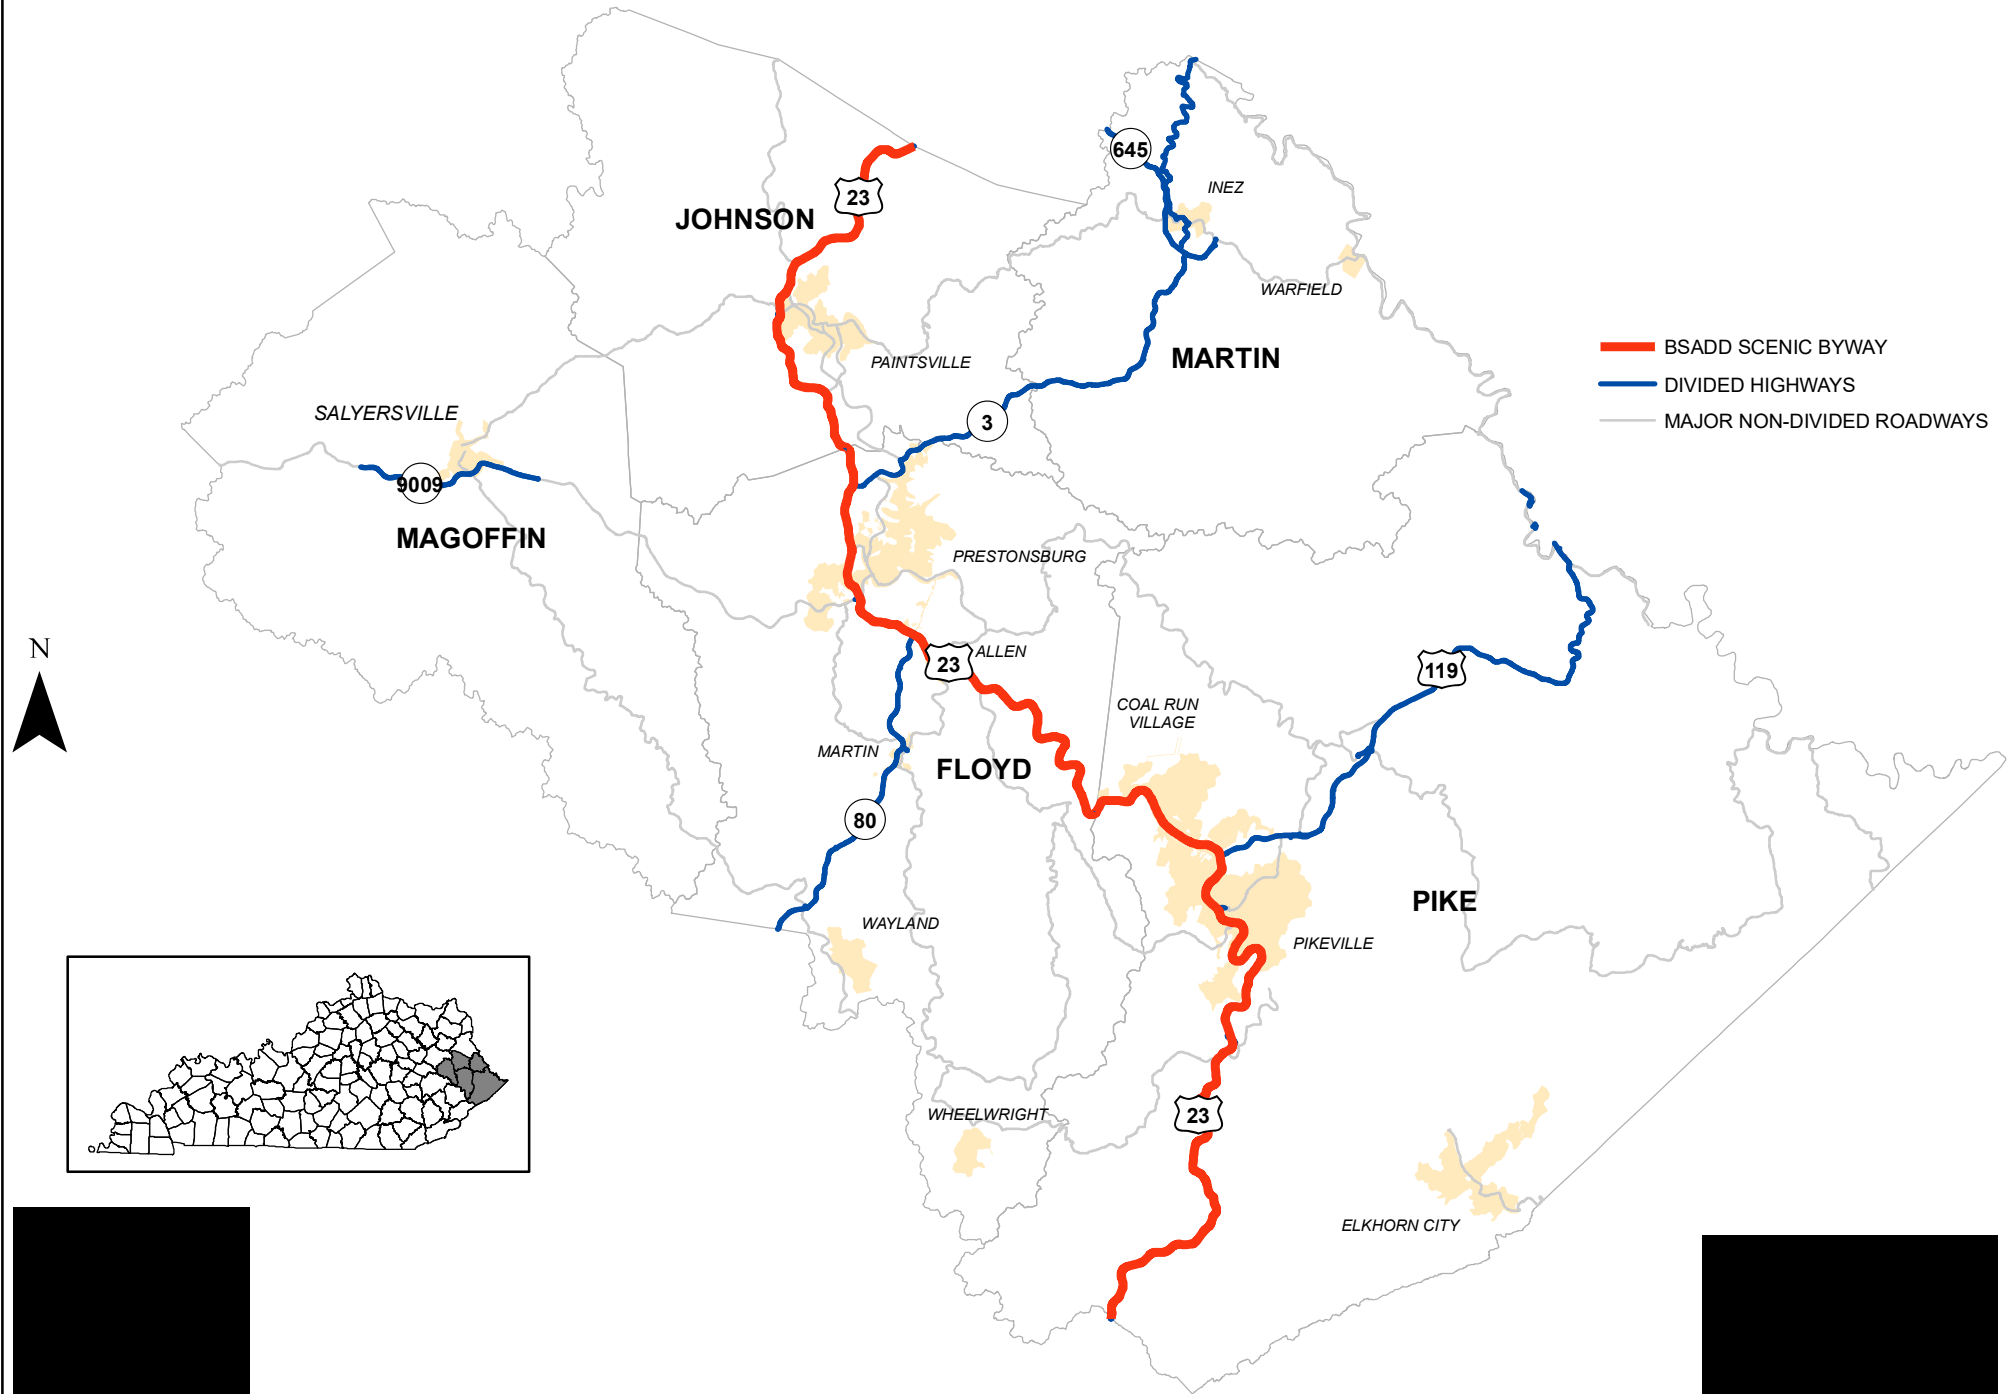 645
INEZ
23
JOHNSON
WARFIELD
BSADD SCENIC BYWAY
DIVIDED HIGHWAYS
MAJOR NON-DIVIDED ROADWAYS
PAINTSVILLE
MARTIN
SALYERSVILLE
3
9009
MAGOFFIN
PRESTONSBURG
N
23
ALLEN
119
COAL RUN
VILLAGE
MARTIN
FLOYD
80
PIKE
WAYLAND
PIKEVILLE
WHEELWRIGHT
23
ELKHORN CITY